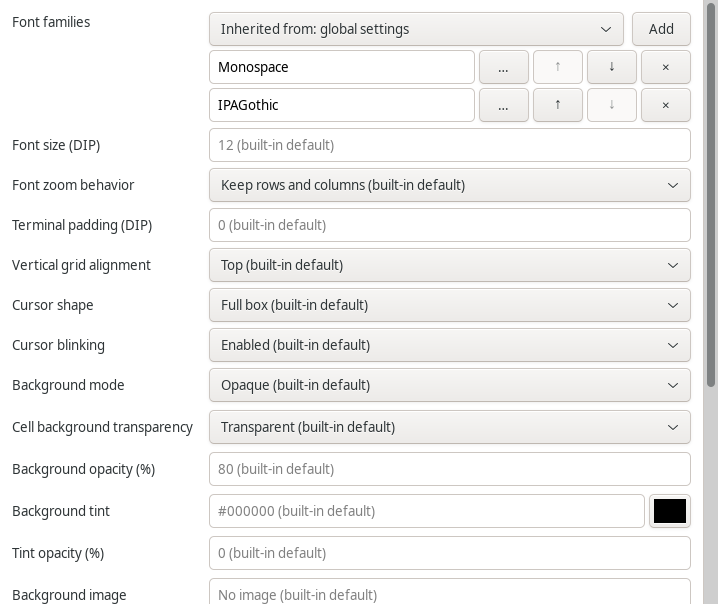 Font families
Inherited from: global settings
Add
Monospace
... ↑ ↓ ×
IPAGothic
... ↑ ↓ ×
Font size (DIP)
12 (built-in default)
Font zoom behavior
Keep rows and columns (built-in default)
Terminal padding (DIP)
0 (built-in default)
Vertical grid alignment
Top (built-in default)
Cursor shape
Full box (built-in default)
Cursor blinking
Enabled (built-in default)
Background mode
Opaque (built-in default)
Cell background transparency
Transparent (built-in default)
Background opacity (%)
80 (built-in default)
Background tint
#000000 (built-in default)
Tint opacity (%)
0 (built-in default)
Background image
No image (built-in default)